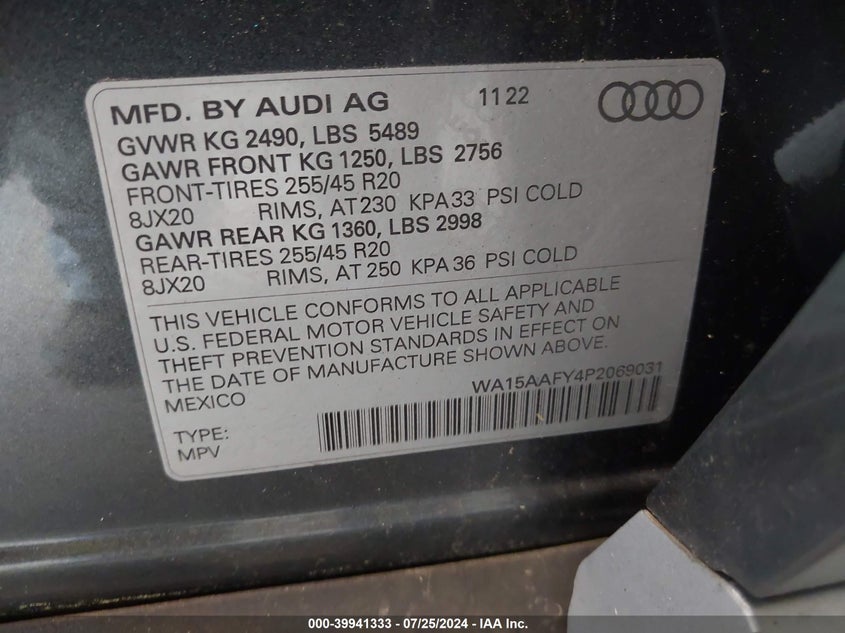 MFD. BY AUDI AG 11 22
GVWR KG 2490, LBS 5489
GAWR FRONT KG 1250, LBS 2756
FRONT-TIRES 255/45 R20
8JX20 RIMS, AT 230 KPA 33 PSI COLD
GAWR REAR KG 1360, LBS 2998
REAR-TIRES 255/45 R20
8JX20 RIMS, AT 250 KPA 36 PSI COLD
THIS VEHICLE CONFORMS TO ALL APPLICABLE
U.S. FEDERAL MOTOR VEHICLE SAFETY AND
THEFT PREVENTION STANDARDS IN EFFECT ON
THE DATE OF MANUFACTURE SHOWN ABOVE.
MEXICO WA15AAFY4P2069031
TYPE:
MPV
000-39941333 - 07/25/2024 - IAA Inc.